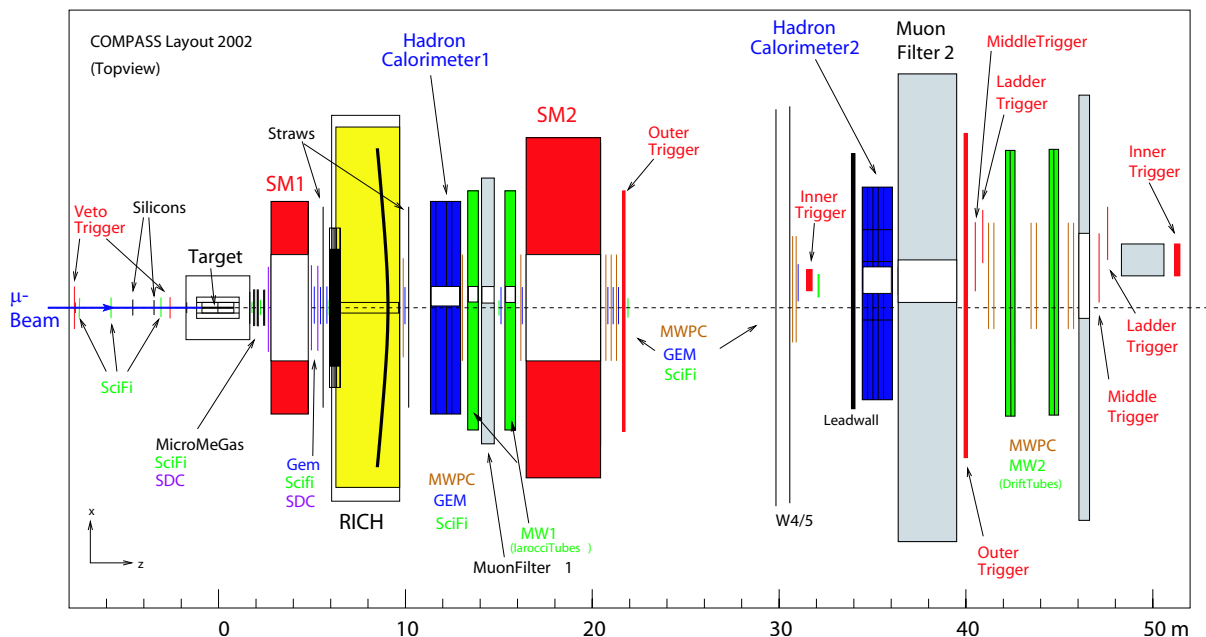 COMPASS Layout 2002
(Topview)
Hadron
Calorimeter1
Hadron
Calorimeter2
Muon
Filter 2
MiddleTrigger
Ladder
Trigger
Inner
Trigger
SM2
Outer
Trigger
Straws
SM1
Veto
Trigger
Silicons
Target
Inner
Trigger
μ-
Beam
SciFi
MicroMeGas
SciFi
SDC
Gem
Scifi
SDC
RICH
MWPC
GEM
SciFi
MW1
(IarocciTubes )
MuonFilter 1
MWPC
GEM
SciFi
W4/5
Leadwall
Outer
Trigger
MWPC
MW2
(DriftTubes)
Middle
Trigger
Ladder
Trigger
x
z
0 10 20 30 40 50 m